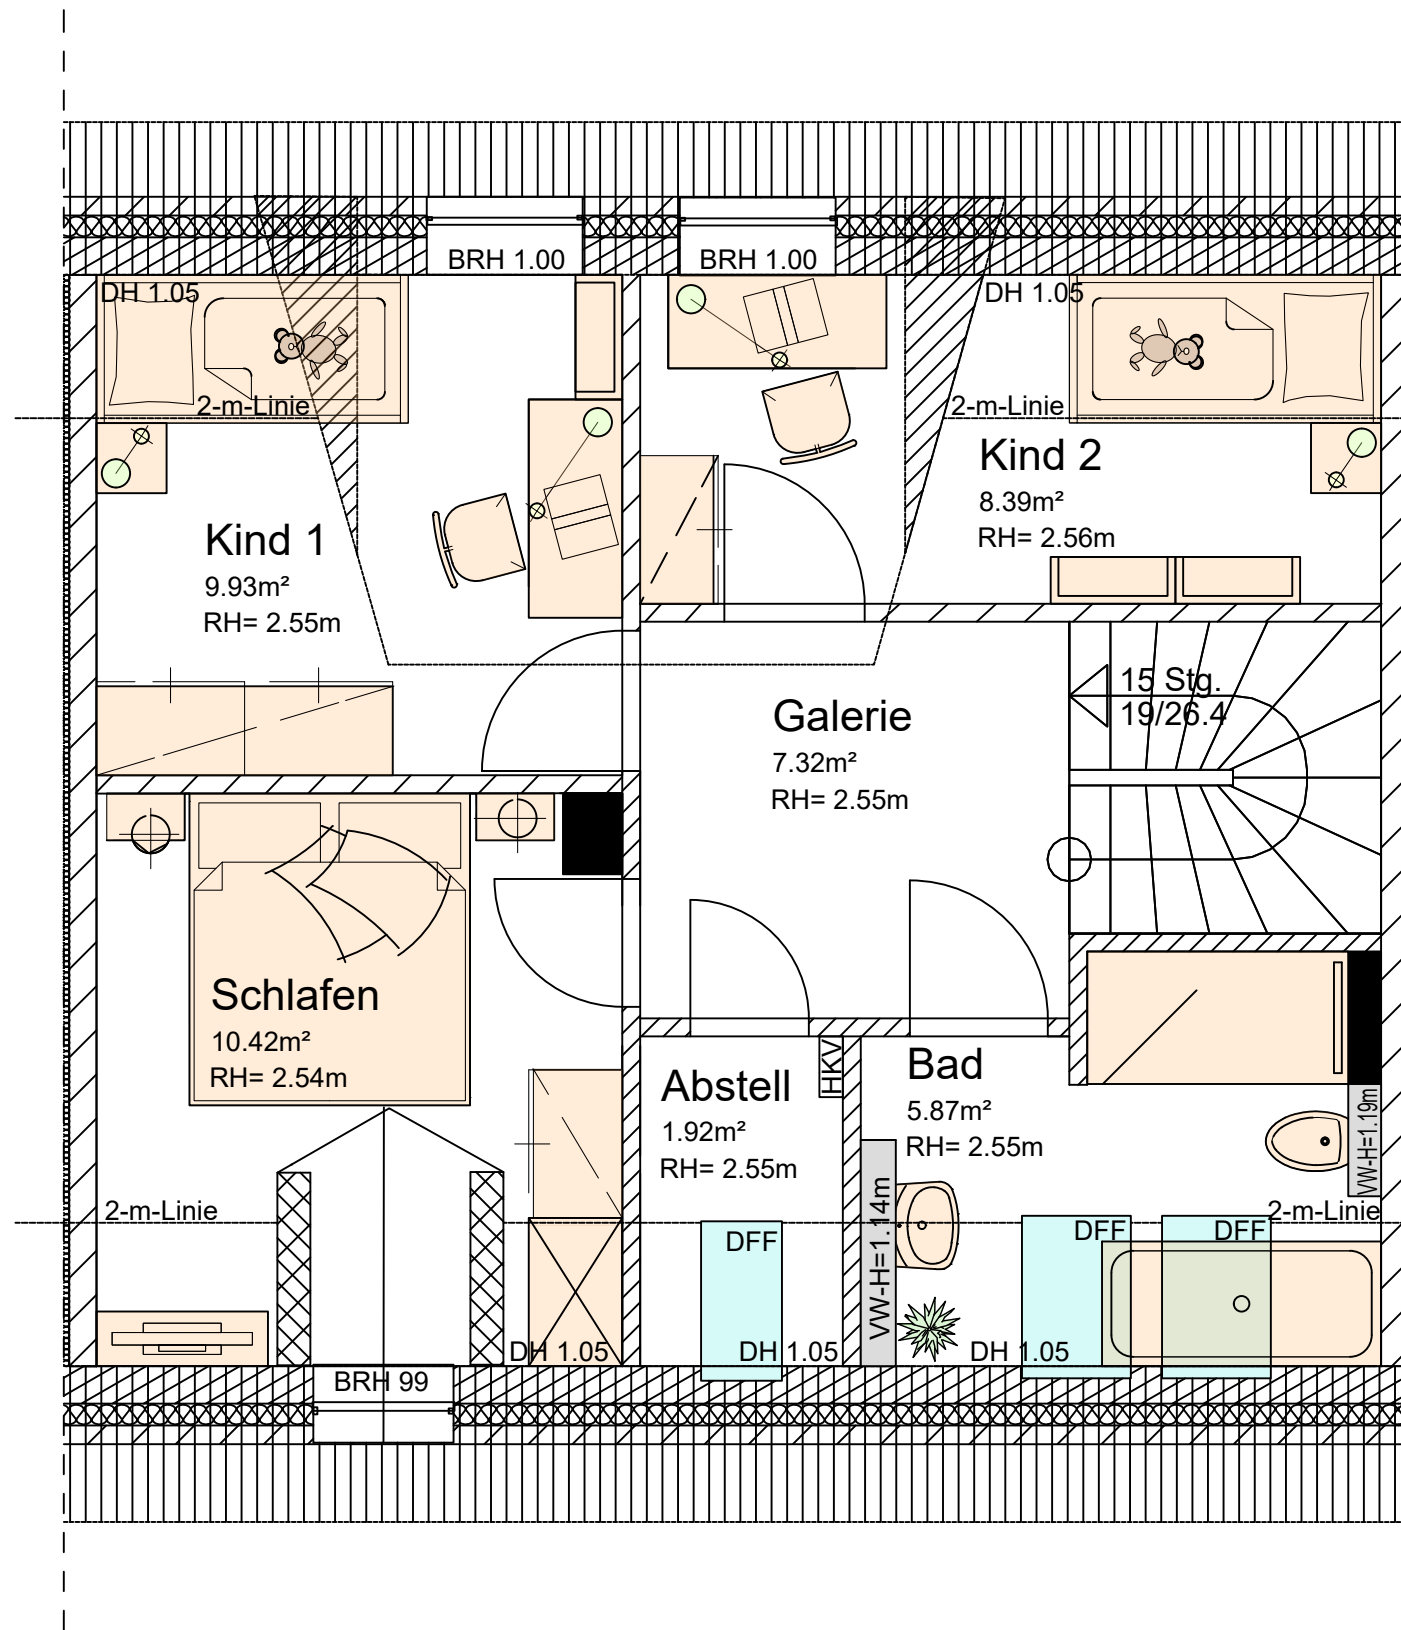 BRH 1.00
BRH 1.00
DH 1.05
DH 1.05
2-m-Linie
2-m-Linie
Kind 1
9.93m²
RH= 2.55m
Kind 2
8.39m²
RH= 2.56m
15 Stg.
19/26.4
Galerie
7.32m²
RH= 2.55m
Schlafen
10.42m²
RH= 2.54m
HKV
Abstell
1.92m²
RH= 2.55m
Bad
5.87m²
RH= 2.55m
VW-H=1.19m
VW-H=1.14m
2-m-Linie
2-m-Linie
DFF
DFF
DFF
DH 1.05
DH 1.05
DH 1.05
BRH 99